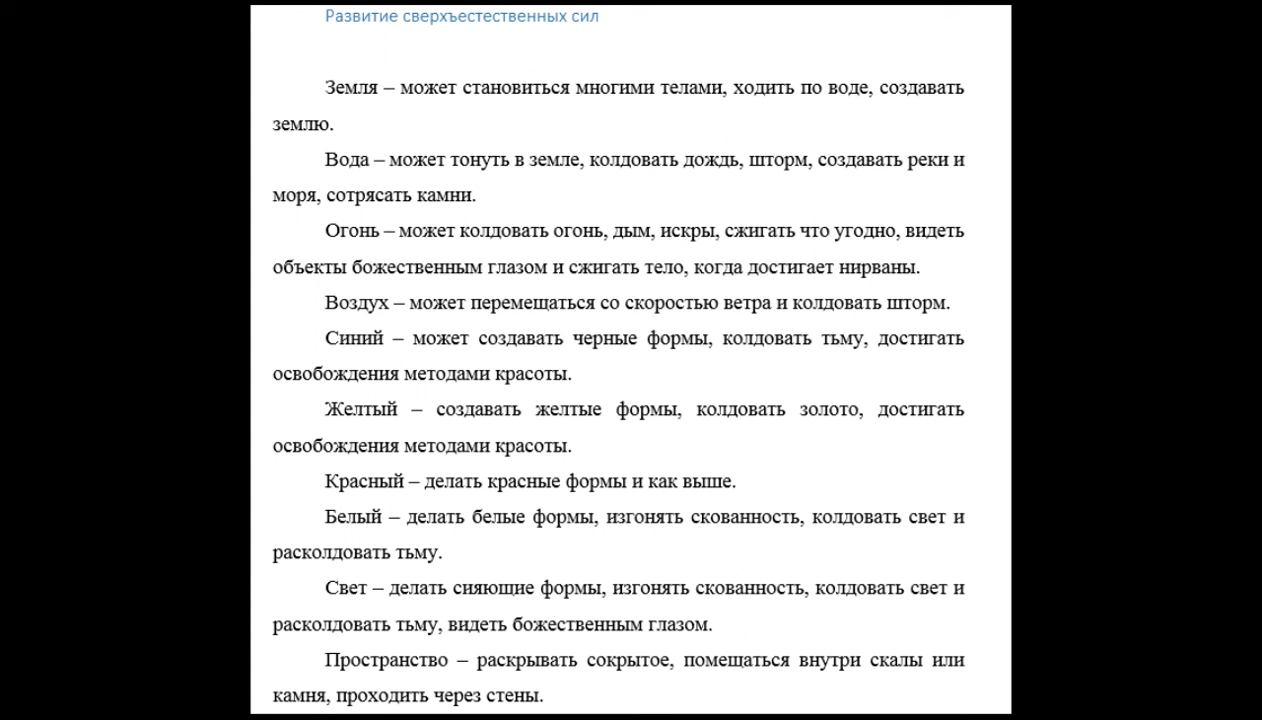 Развитие сверхъестественных сил
Земля – может становиться многими телами, ходить по воде, создавать
землю.
Вода – может тонуть в земле, колдовать дождь, шторм, создавать реки и
моря, сотрясать камни.
Огонь – может колдовать огонь, дым, искры, сжигать что угодно, видеть
объекты божественным глазом и сжигать тело, когда достигает нирваны.
Воздух – может перемещаться со скоростью ветра и колдовать шторм.
Синий – может создавать черные формы, колдовать тьму, достигать
освобождения методами красоты.
Желтый – создавать желтые формы, колдовать золото, достигать
освобождения методами красоты.
Красный – делать красные формы и как выше.
Белый – делать белые формы, изгонять скованность, колдовать свет и
расколдовать тьму.
Свет – делать сияющие формы, изгонять скованность, колдовать свет и
расколдовать тьму, видеть божественным глазом.
Пространство – раскрывать сокрытое, помещаться внутри скалы или
камня, проходить через стены.